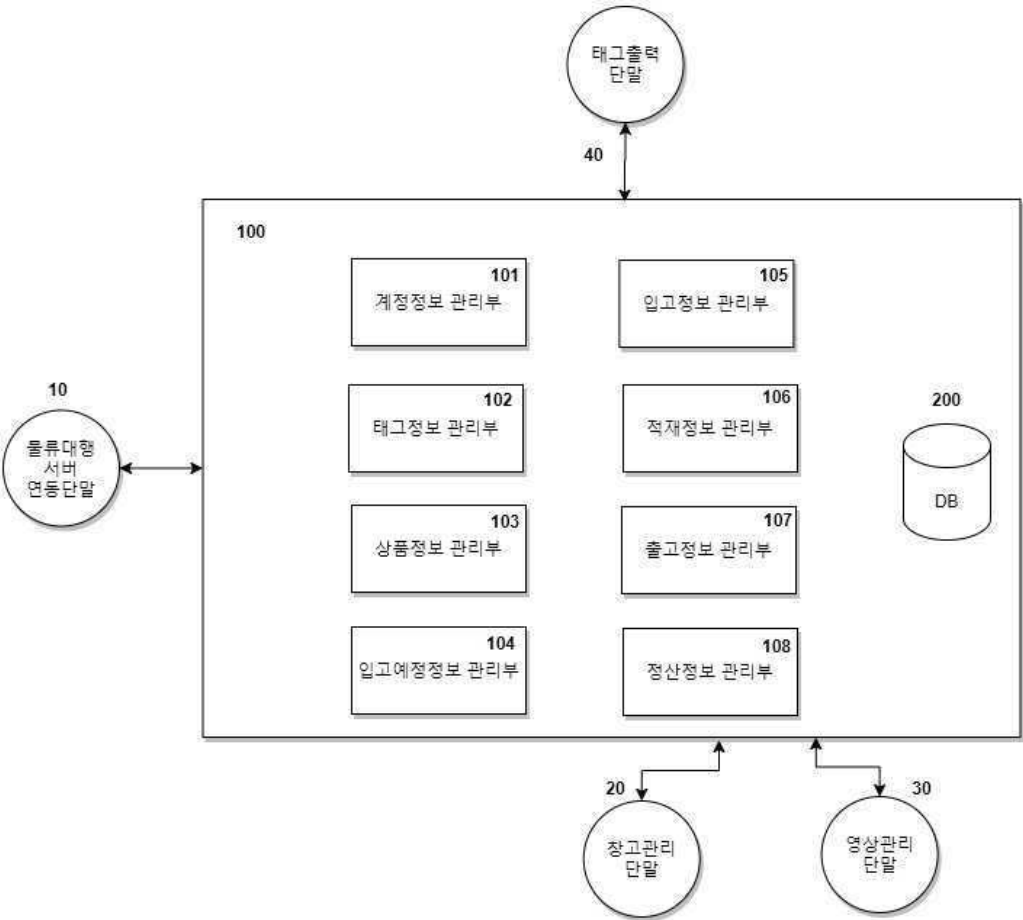 태그출력
단말
40
100
101
계정정보 관리부
105
입고정보 관리부
10
물류대행
서버
연동단말
102
태그정보 관리부
106
적재정보 관리부
200
DB
103
상품정보 관리부
107
출고정보 관리부
104
입고예정정보 관리부
108
정산정보 관리부
20
창고관리
단말
30
영상관리
단말